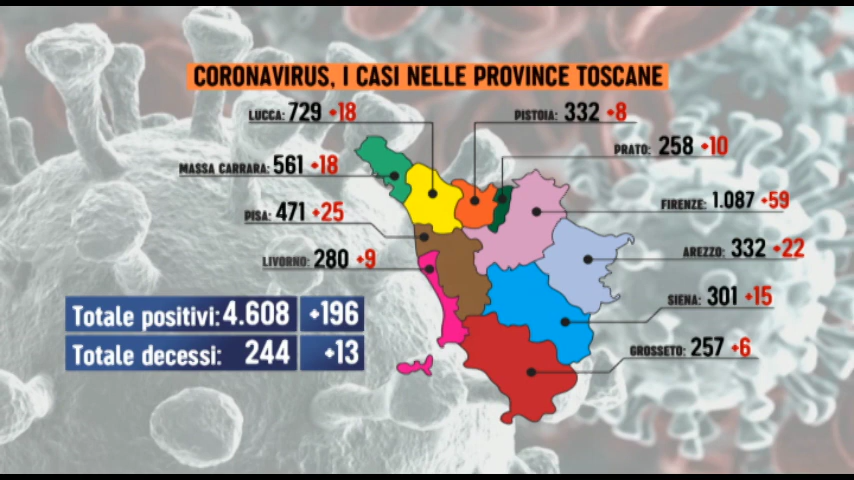 CORONAVIRUS, I CASI NELLE PROVINCE TOSCANE
LUCCA: 729 +18
PISTOIA: 332 +8
PRATO: 258 +10
MASSA CARRARA: 561 +18
FIRENZE: 1.087 +59
PISA: 471 +25
AREZZO: 332 +22
LIVORNO: 280 +9
SIENA: 301 +15
Totale positivi: 4.608 +196
Totale decessi: 244 +13
GROSSETO: 257 +6